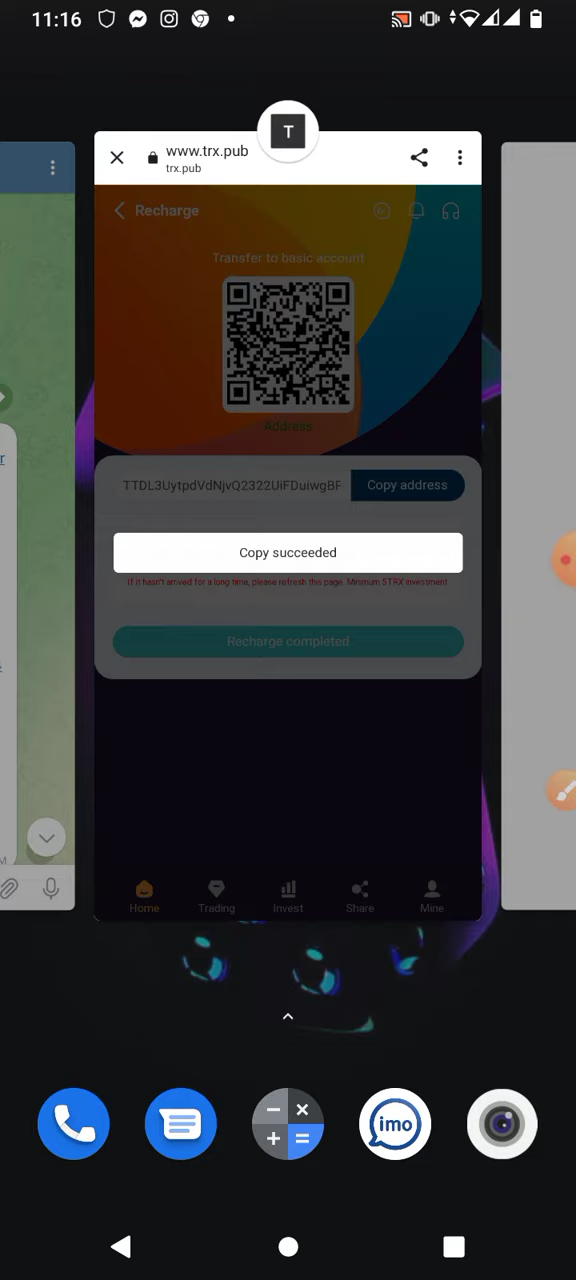 11:16
T
www.trx.pub
trx.pub
Recharge
Transfer to basic account
Address
TTDL3UytpdVdNjvQ2322UiFDuiwgBF
Copy address
Copy succeeded
If it hasn't arrived for a long time, please refresh this page. Minimum 5TRX investment
Recharge completed
Home
Trading
Invest
Share
Mine
imo